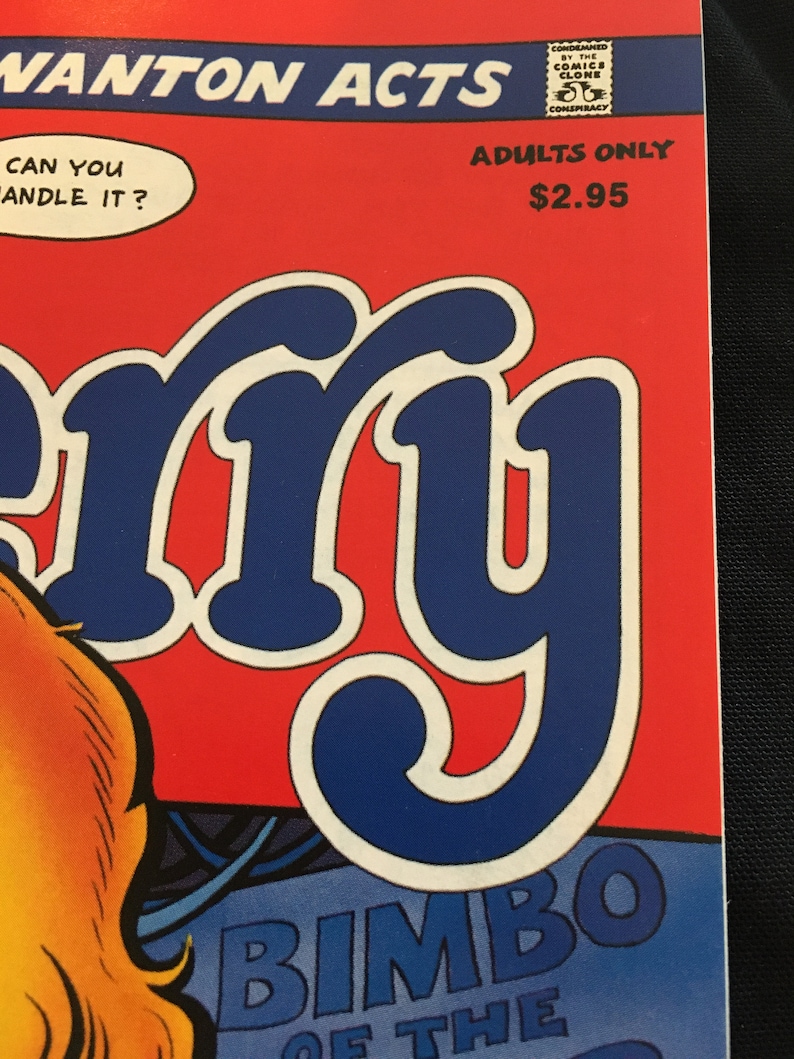 WANTON ACTS
CONDEMNED
BY THE
COMICS
CLONE
CONSPIRACY
CAN YOU
HANDLE IT?
ADULTS ONLY
$2.95
erry
BIMBO
OF THE